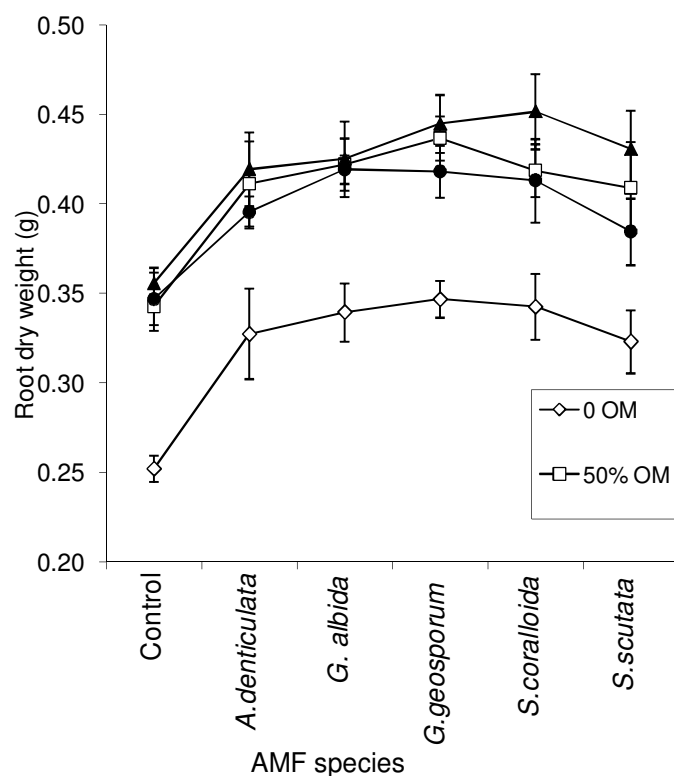 0.50
0.45
0.40
0.35
0.30
0.25
0.20
Root dry weight (g)
0 OM
50% OM
Control
A.denticulata
G. albida
G.geosporum
S.coralloida
S.scutata
AMF species